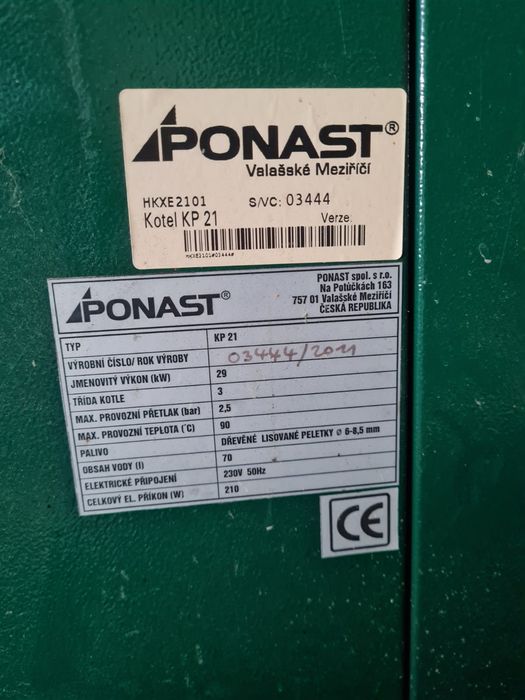 PONAST®
Valašské Meziříčí
HKXE2101 S/VC: 03444
Kotel KP 21 Verze:
HKXE2101#03444#
PONAST® PONAST spol. s r.o.
Na Potůčkách 163
757 01 Valašské Meziříčí
ČESKÁ REPUBLIKA
TYP KP 21
VÝROBNÍ ČÍSLO/ ROK VÝROBY 03444/2011
JMENOVITÝ VÝKON (kW) 29
TŘÍDA KOTLE 3
MAX. PROVOZNÍ PŘETLAK (bar) 2,5
MAX. PROVOZNÍ TEPLOTA (°C) 90
PALIVO DŘEVĚNÉ LISOVANÉ PELETKY ø 6-8,5 mm
OBSAH VODY (l) 70
ELEKTRICKÉ PŘIPOJENÍ 230V 50Hz
CELKOVÝ EL. PŘÍKON (W) 210
CE